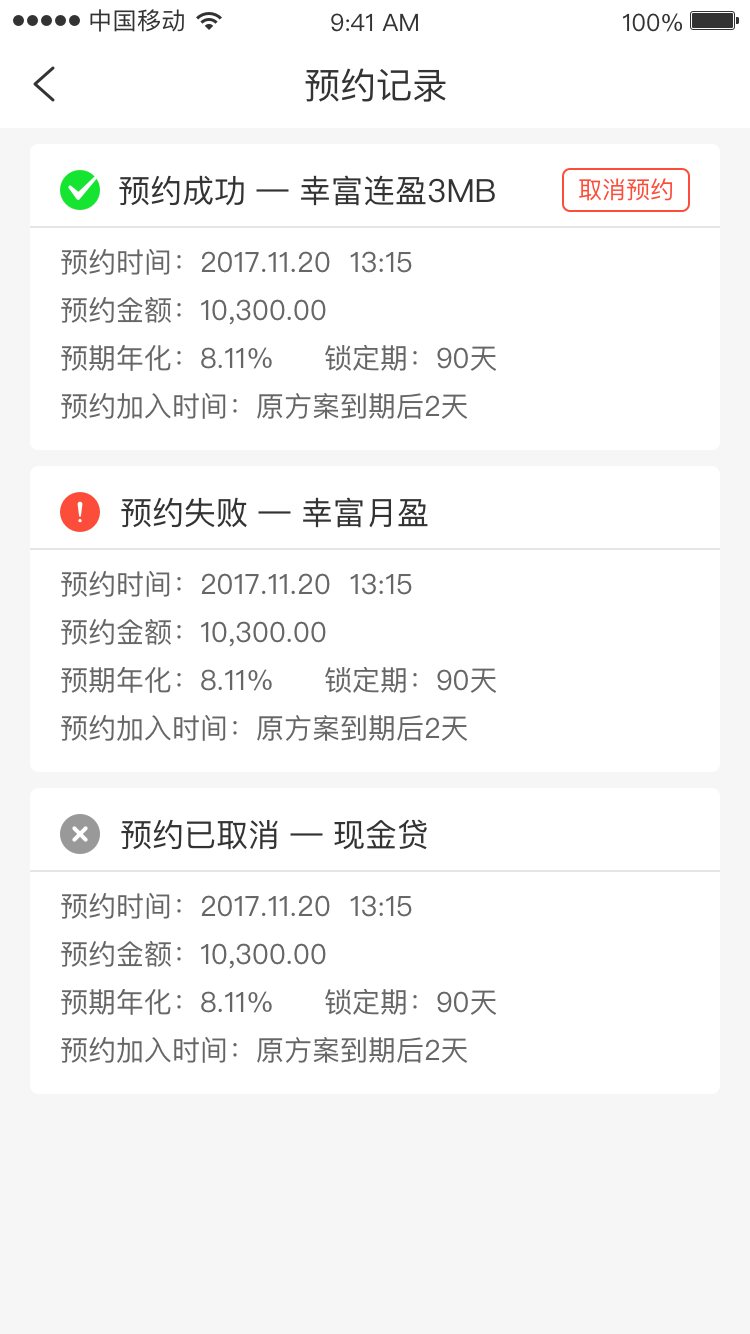 中国移动 9:41 AM 100%
预约记录
预约成功 — 幸富连盈3MB 取消预约
预约时间：2017.11.20 13:15
预约金额：10,300.00
预期年化：8.11% 锁定期：90天
预约加入时间：原方案到期后2天
预约失败 — 幸富月盈
预约时间：2017.11.20 13:15
预约金额：10,300.00
预期年化：8.11% 锁定期：90天
预约加入时间：原方案到期后2天
预约已取消 — 现金贷
预约时间：2017.11.20 13:15
预约金额：10,300.00
预期年化：8.11% 锁定期：90天
预约加入时间：原方案到期后2天